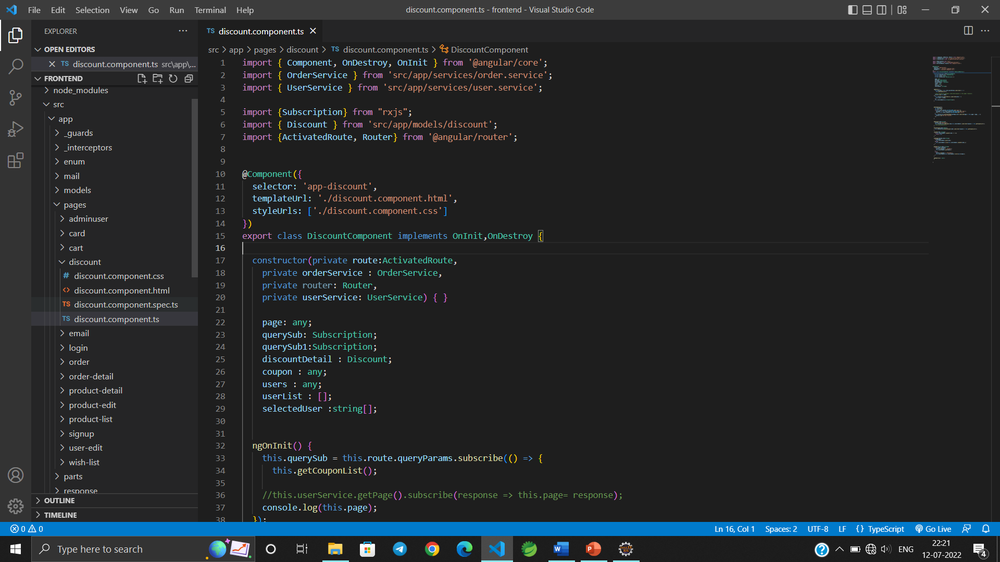 File Edit Selection View Go Run Terminal Help
discount.component.ts - frontend - Visual Studio Code
EXPLORER
OPEN EDITORS
TS discount.component.ts src\app\...
FRONTEND
node_modules
src
app
_guards
_interceptors
enum
mail
models
pages
adminuser
card
cart
discount
# discount.component.css
<> discount.component.html
TS discount.component.spec.ts
TS discount.component.ts
email
login
order
order-detail
product-detail
product-edit
product-list
signup
user-edit
wish-list
parts
response
OUTLINE
TIMELINE
TS discount.component.ts
src > app > pages > discount > TS discount.component.ts > DiscountComponent
1 import { Component, OnDestroy, OnInit } from '@angular/core';
2 import { OrderService } from 'src/app/services/order.service';
3 import { UserService } from 'src/app/services/user.service';
4
5 import {Subscription} from "rxjs";
6 import { Discount } from 'src/app/models/discount';
7 import {ActivatedRoute, Router} from '@angular/router';
8
9
10 @Component({
11 selector: 'app-discount',
12 templateUrl: './discount.component.html',
13 styleUrls: ['./discount.component.css']
14 })
15 export class DiscountComponent implements OnInit,OnDestroy {
16
17 constructor(private route:ActivatedRoute,
18 private orderService : OrderService,
19 private router: Router,
20 private userService: UserService) { }
21
22 page: any;
23 querySub: Subscription;
24 querySub1:Subscription;
25 discountDetail : Discount;
26 coupon : any;
27 users : any;
28 userList : [];
29 selectedUser :string[];
30
31
32 ngOnInit() {
33 this.querySub = this.route.queryParams.subscribe(() => {
34 this.getCouponList();
35
36 //this.userService.getPage().subscribe(response => this.page= response);
37 console.log(this.page);
38 });
0 0
Ln 16, Col 1 Spaces: 2 UTF-8 LF {} TypeScript Go Live
Type here to search
ENG
22:21
12-07-2022
4